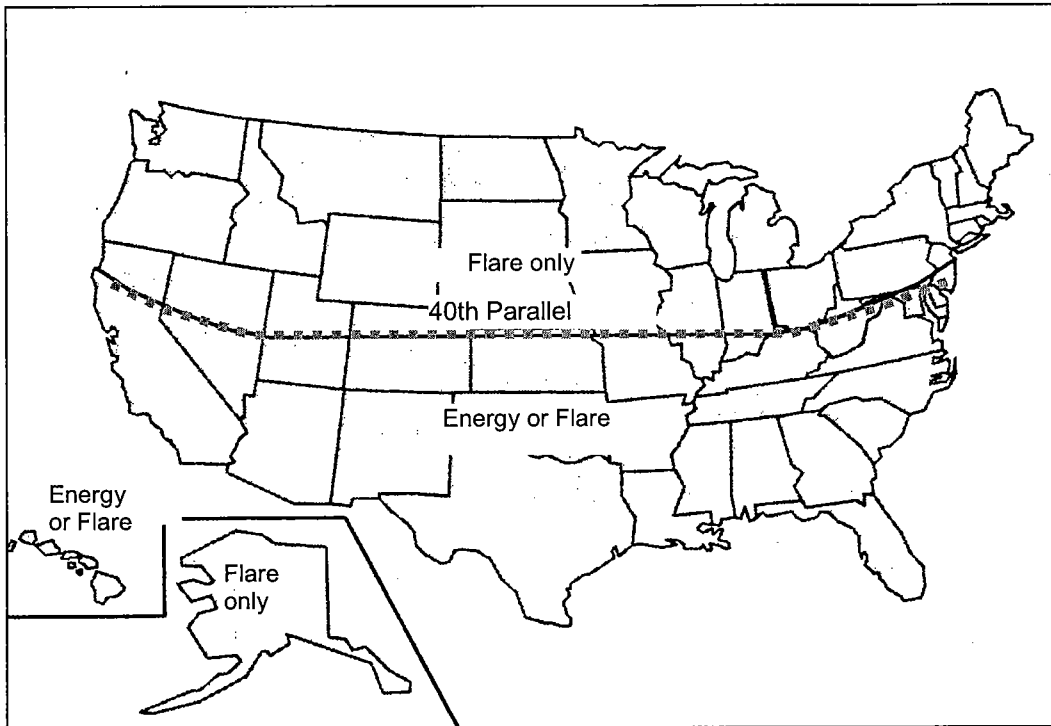 Flare only
40th Parallel
Energy or Flare
Energy
or Flare
Flare
only